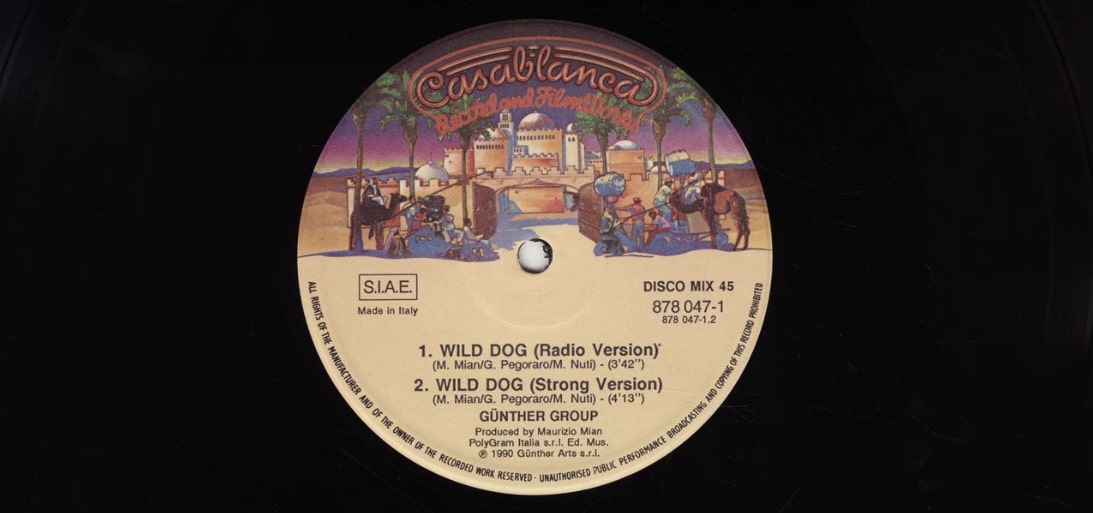 Casablanca
Record and FilmWorks
S.I.A.E.
Made in Italy
DISCO MIX 45
878 047-1
878 047-1.2
1. WILD DOG (Radio Version)
(M. Mian/G. Pegoraro/M. Nuti) - (3'42")
2. WILD DOG (Strong Version)
(M. Mian/G. Pegoraro/M. Nuti) - (4'13")
GÜNTHER GROUP
Produced by Maurizio Mian
PolyGram Italia s.r.l. Ed. Mus.
℗ 1990 Günther Arts s.r.l.
ALL RIGHTS OF THE MANUFACTURER AND OF THE OWNER OF THE RECORDED WORK RESERVED · UNAUTHORISED PUBLIC PERFORMANCE BROADCASTING AND COPYING OF THIS RECORD PROHIBITED